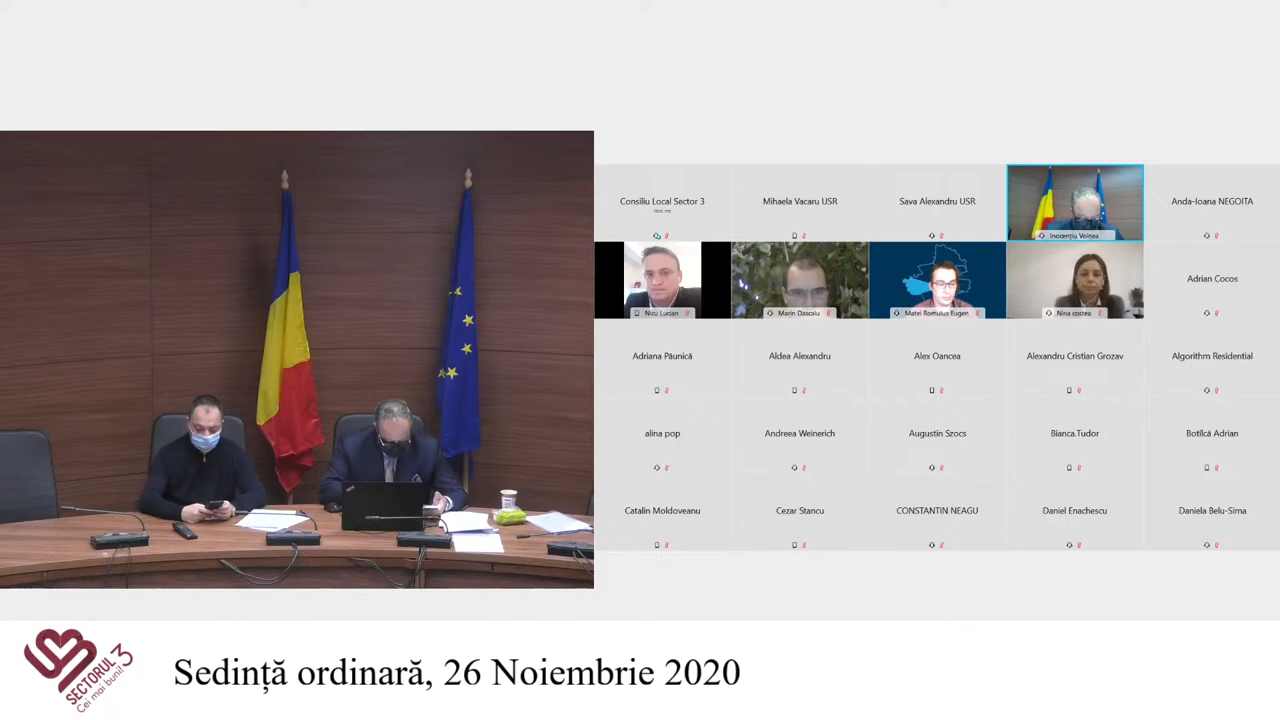 Consiliu Local Sector 3
Mihaela Vacaru USR
Sava Alexandru USR
Inocențiu Voinea
Anda-Ioana NEGOITA
Nicu Lucian
Marin Dascalu
Matei Romulus Eugen
Nina costea
Adrian Cocos
Adriana Păunică
Aldea Alexandru
Alex Oancea
Alexandru Cristian Grozav
Algorithm Residential
alina pop
Andreea Weinerich
Augustin Szocs
Bianca.Tudor
Botîlcă Adrian
Catalin Moldoveanu
Cezar Stancu
CONSTANTIN NEAGU
Daniel Enachescu
Daniela Belu-Sima
SECTORUL 3
Cei mai buni!
Sedință ordinară, 26 Noiembrie 2020